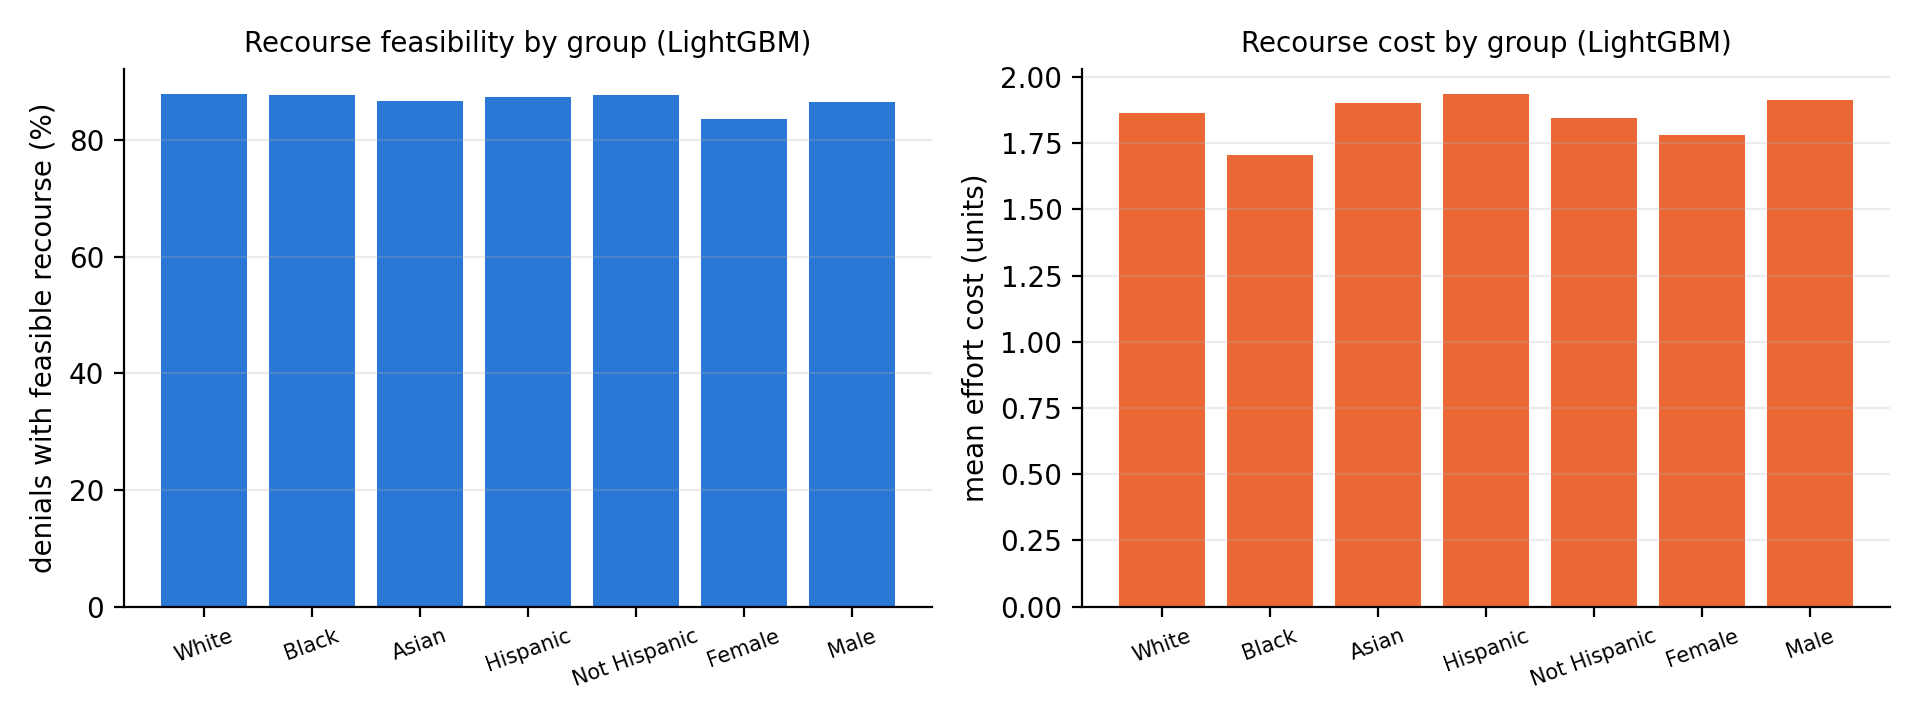 Recourse feasibility by group (LightGBM)
denials with feasible recourse (%)
80
60
40
20
0
White
Black
Asian
Hispanic
Not Hispanic
Female
Male
Recourse cost by group (LightGBM)
mean effort cost (units)
2.00
1.75
1.50
1.25
1.00
0.75
0.50
0.25
0.00
White
Black
Asian
Hispanic
Not Hispanic
Female
Male